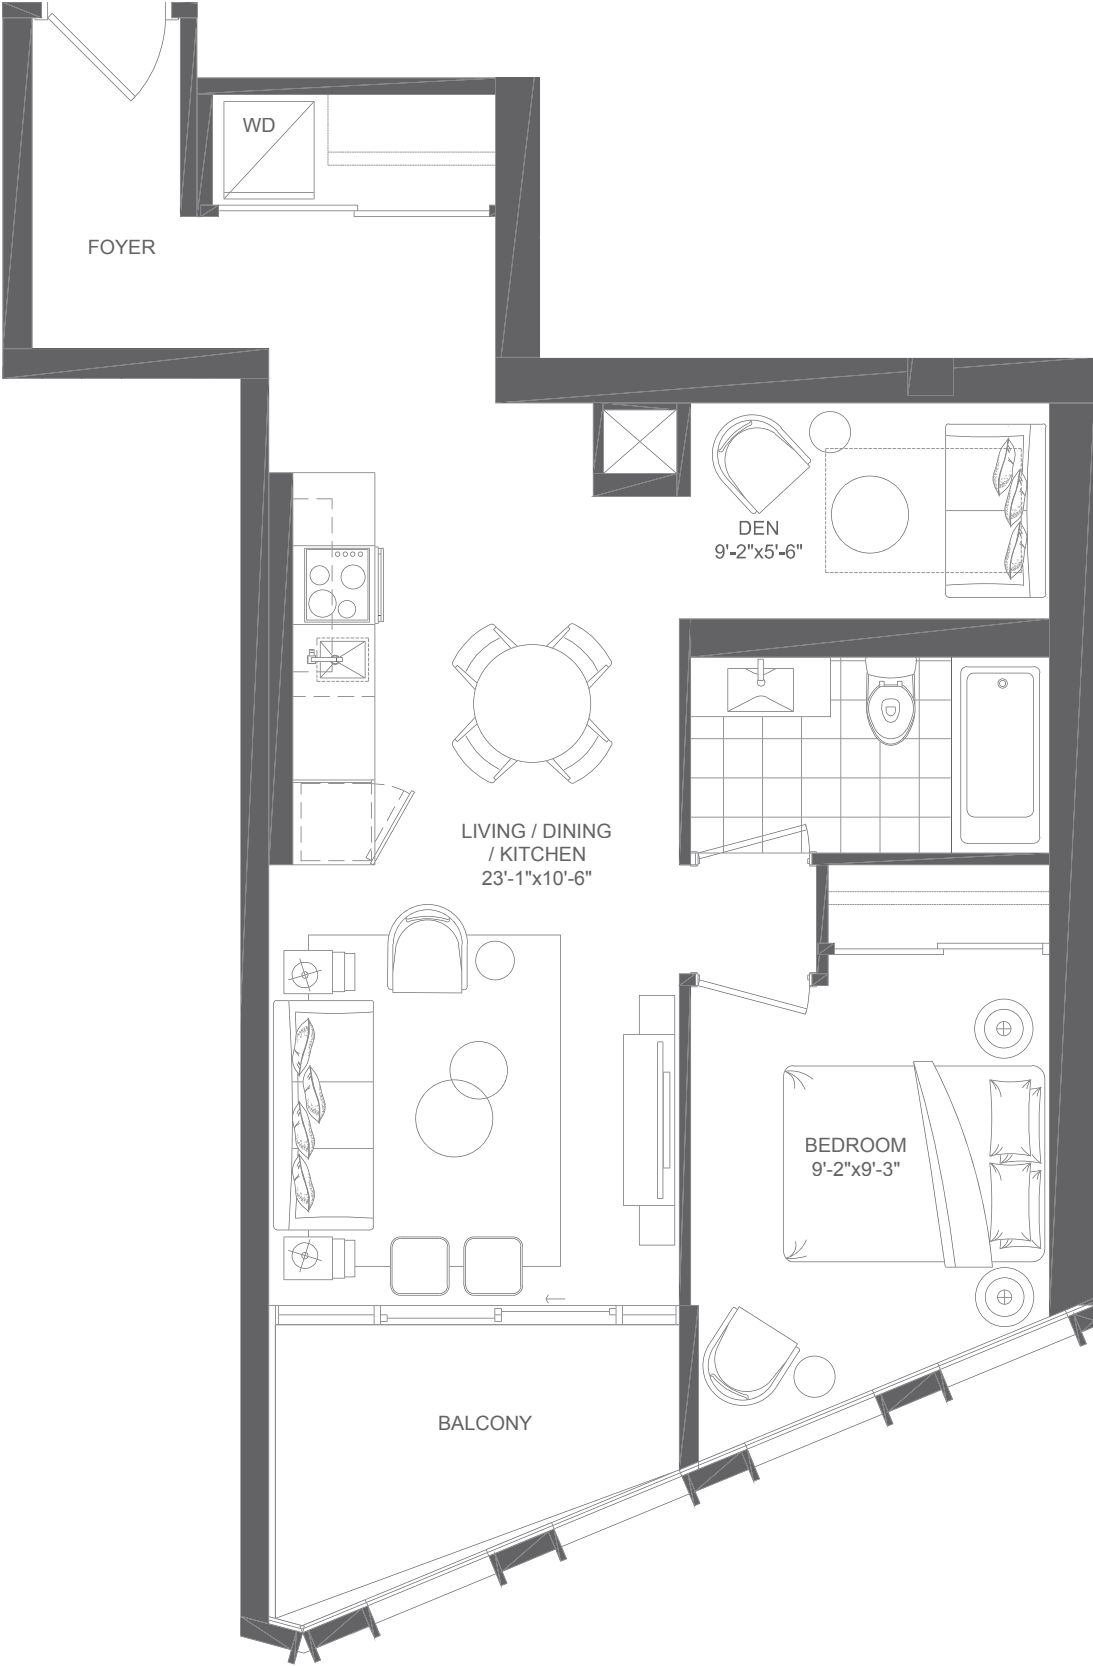 WD
FOYER
DEN
9'-2"x5'-6"
LIVING / DINING
/ KITCHEN
23'-1"x10'-6"
BEDROOM
9'-2"x9'-3"
BALCONY